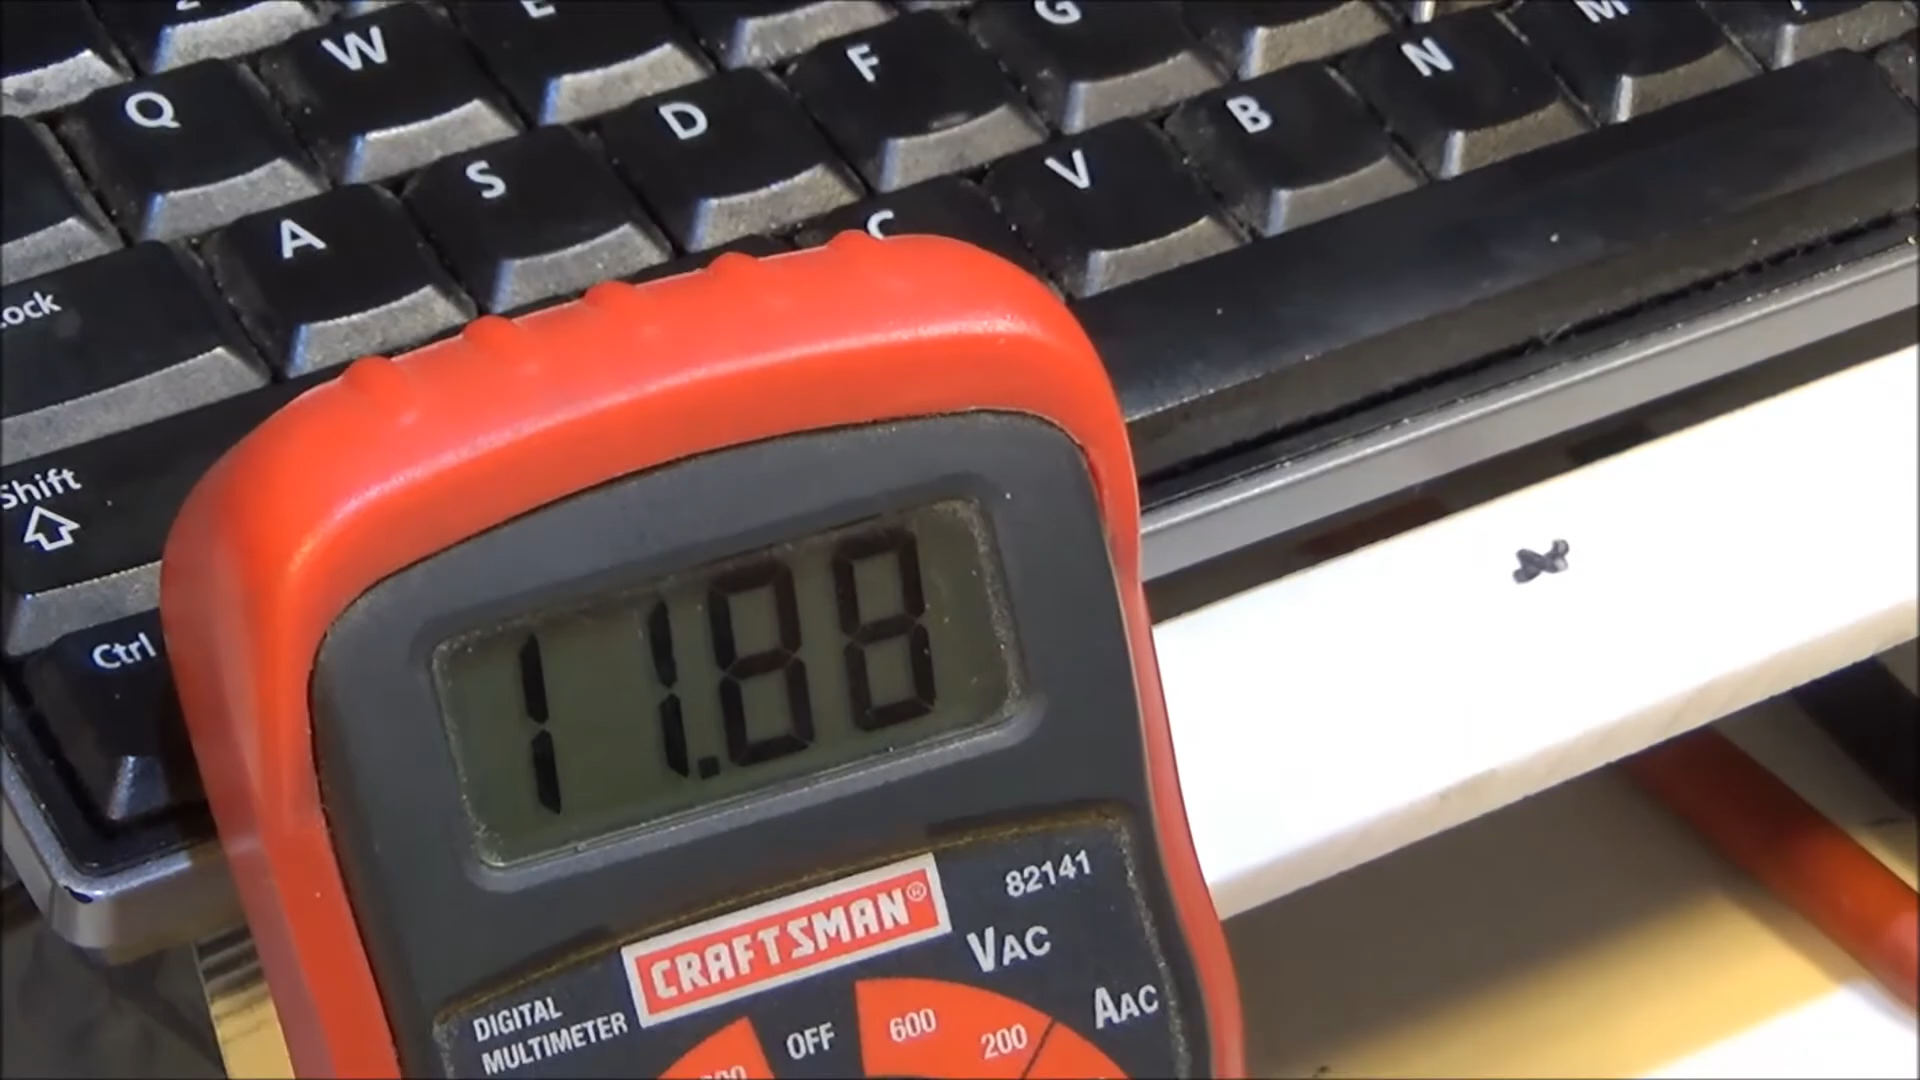 W
G
M
Q
F
N
D
B
S
V
A
C
ock
Shift
Ctrl
11.88
82141
CRAFTSMAN®
VAC
DIGITAL
MULTIMETER
OFF
600
200
AAC